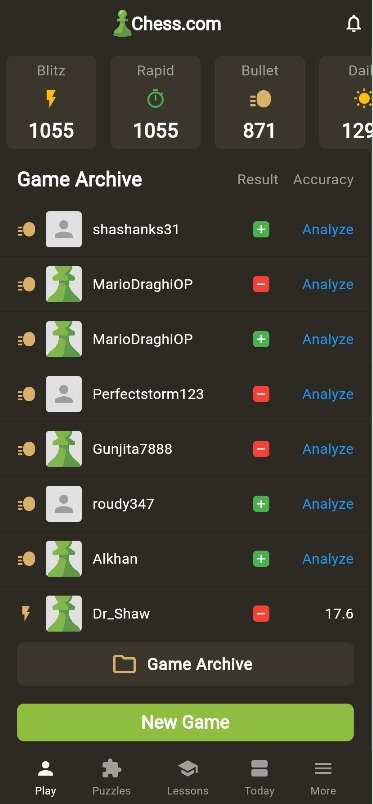 Chess.com
Blitz Rapid Bullet Dail
1055 1055 871 129
Game Archive Result Accuracy
shashanks31 Analyze
MarioDraghiOP Analyze
MarioDraghiOP Analyze
Perfectstorm123 Analyze
Gunjita7888 Analyze
roudy347 Analyze
Alkhan Analyze
Dr_Shaw 17.6
Game Archive
New Game
Play Puzzles Lessons Today More